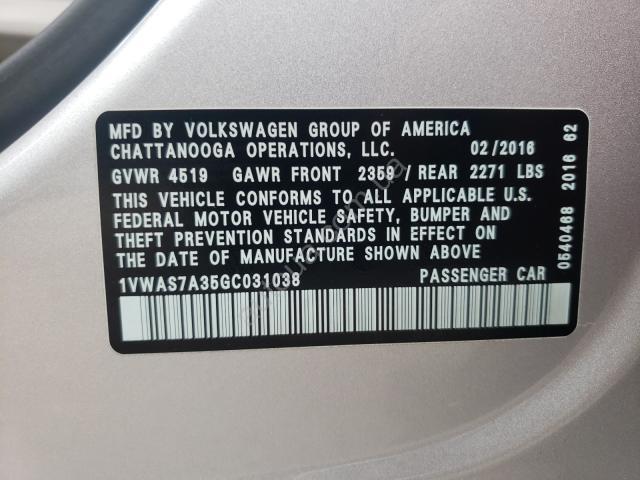 MFD BY VOLKSWAGEN GROUP OF AMERICA
CHATTANOOGA OPERATIONS, LLC. 02/2016
GVWR 4519 GAWR FRONT 2359 / REAR 2271 LBS
THIS VEHICLE CONFORMS TO ALL APPLICABLE U.S.
FEDERAL MOTOR VEHICLE SAFETY, BUMPER AND
THEFT PREVENTION STANDARDS IN EFFECT ON
THE DATE OF MANUFACTURE SHOWN ABOVE
1VWAS7A35GC031038 PASSENGER CAR
0540468 2016 62